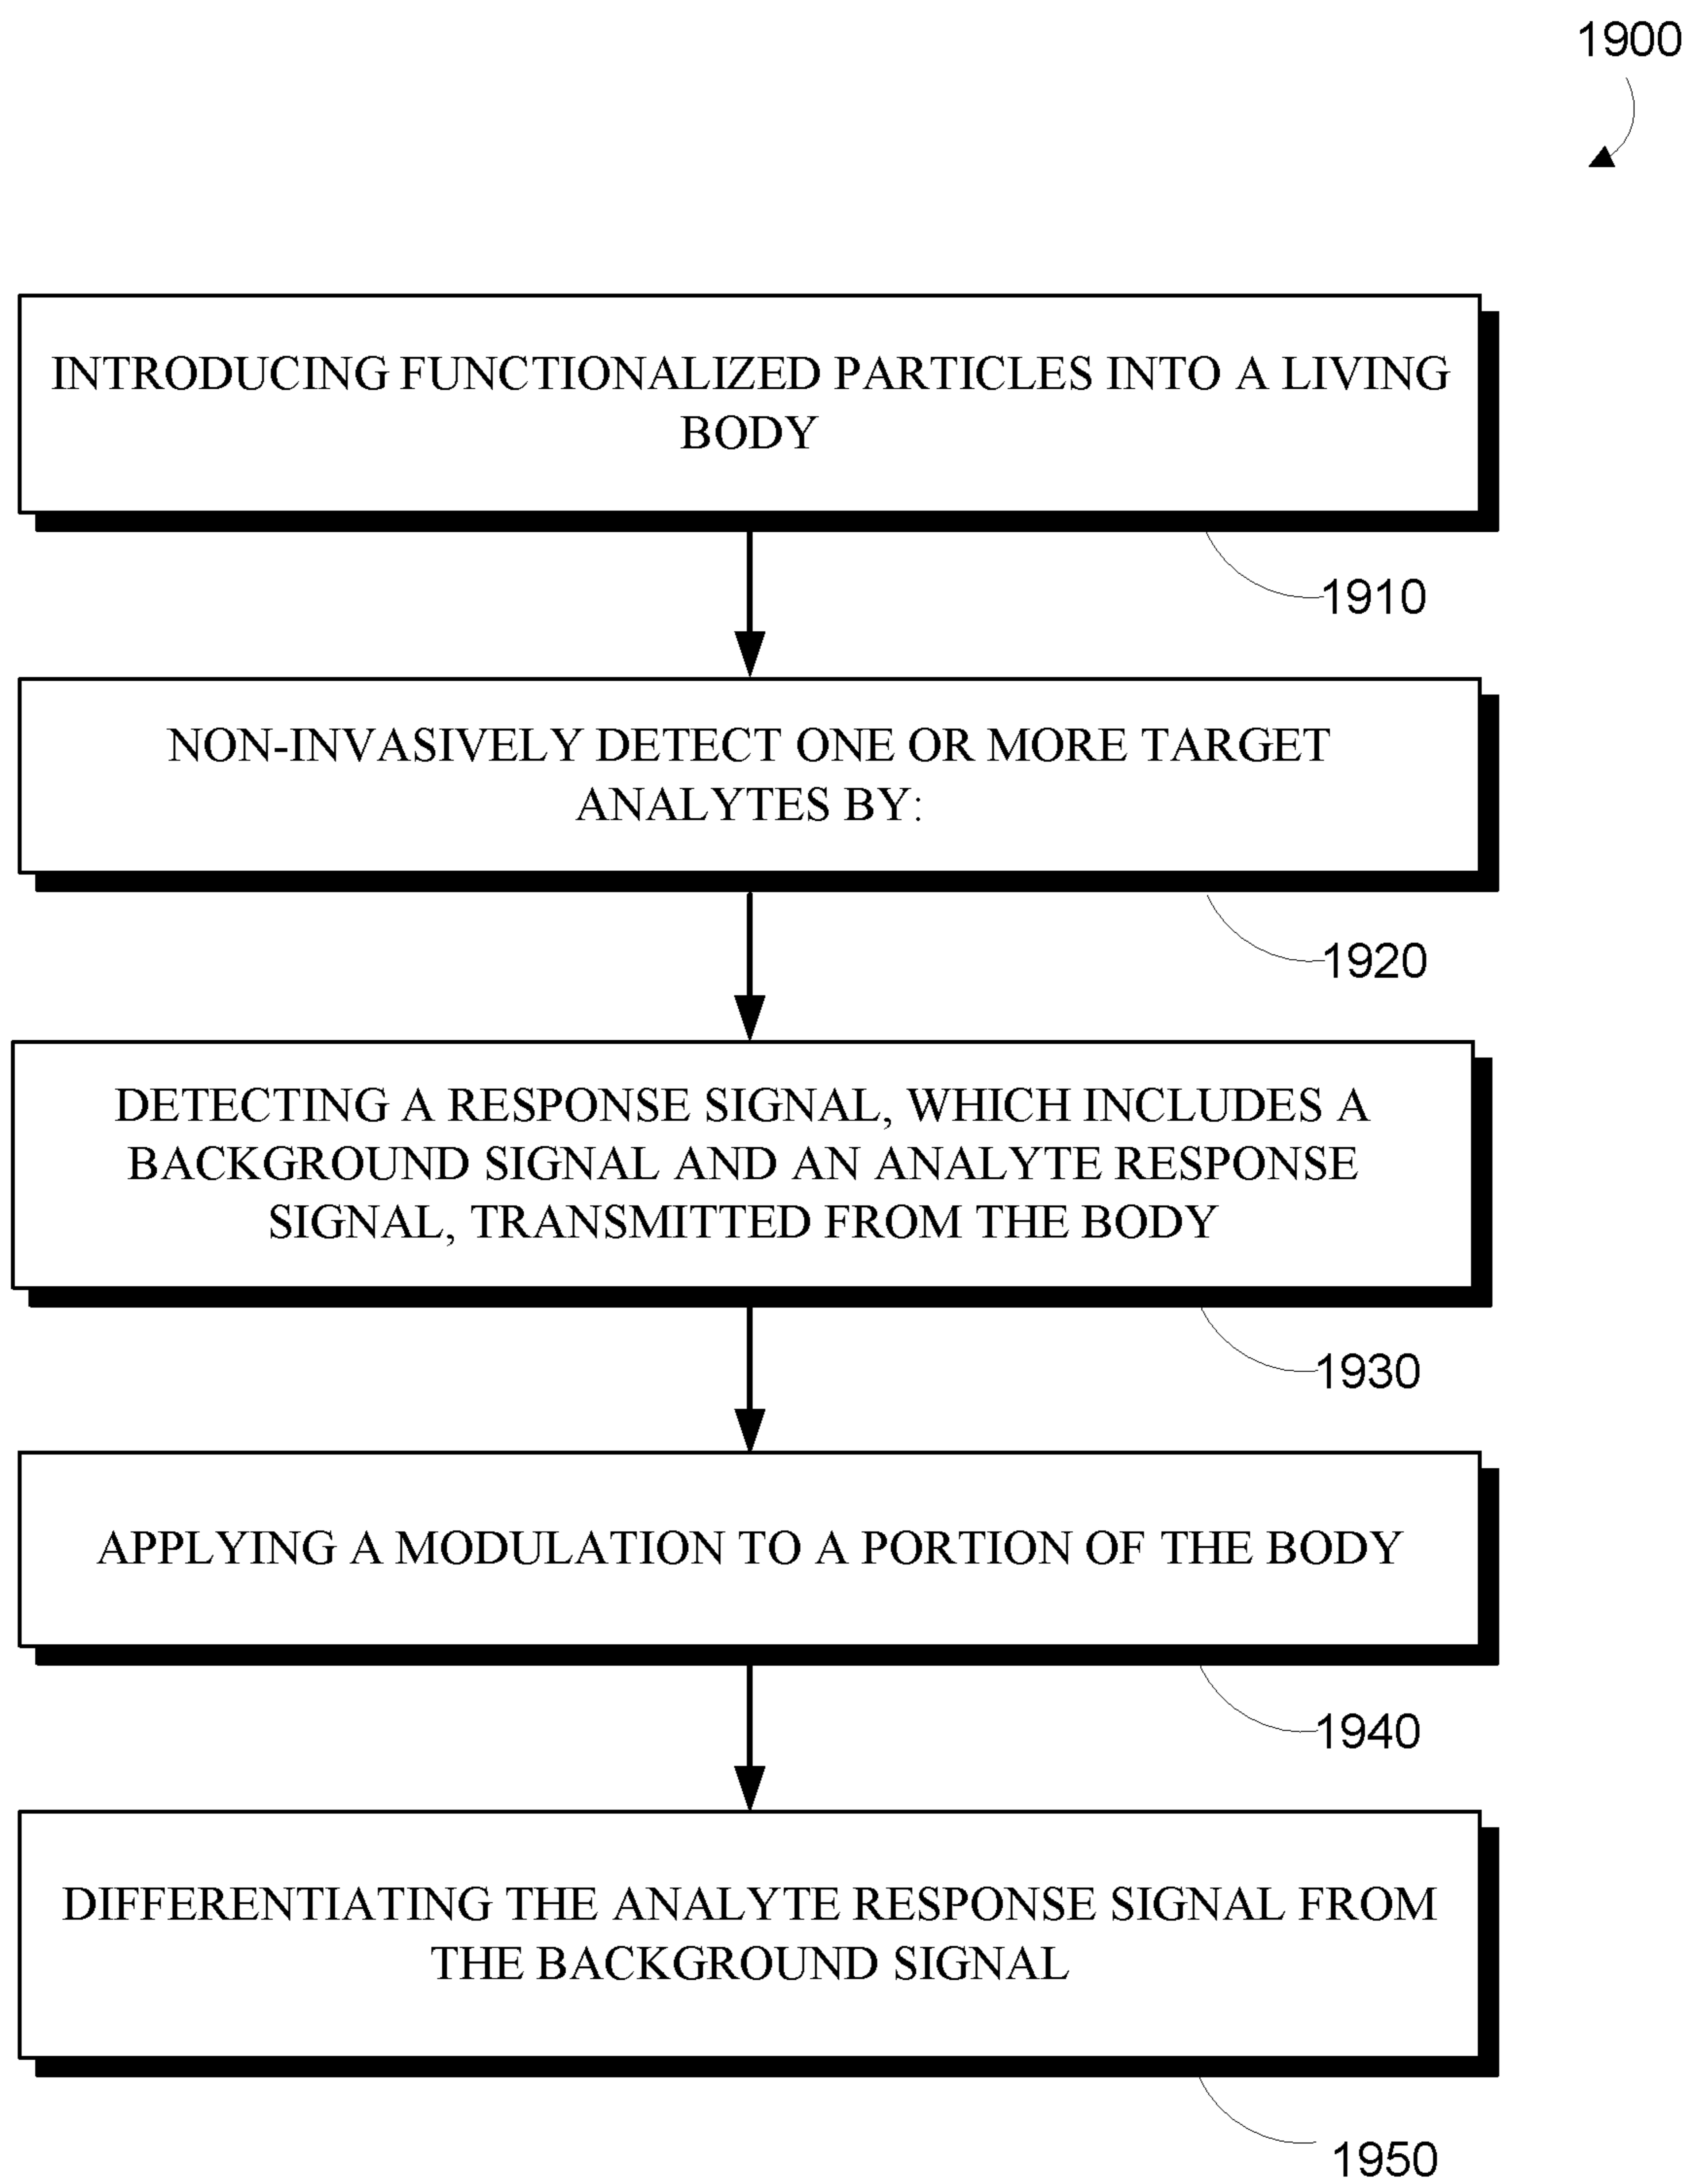 1900
INTRODUCING FUNCTIONALIZED PARTICLES INTO A LIVING
BODY
1910
NON-INVASIVELY DETECT ONE OR MORE TARGET
ANALYTES BY:
1920
DETECTING A RESPONSE SIGNAL, WHICH INCLUDES A
BACKGROUND SIGNAL AND AN ANALYTE RESPONSE
SIGNAL, TRANSMITTED FROM THE BODY
1930
APPLYING A MODULATION TO A PORTION OF THE BODY
1940
DIFFERENTIATING THE ANALYTE RESPONSE SIGNAL FROM
THE BACKGROUND SIGNAL
1950